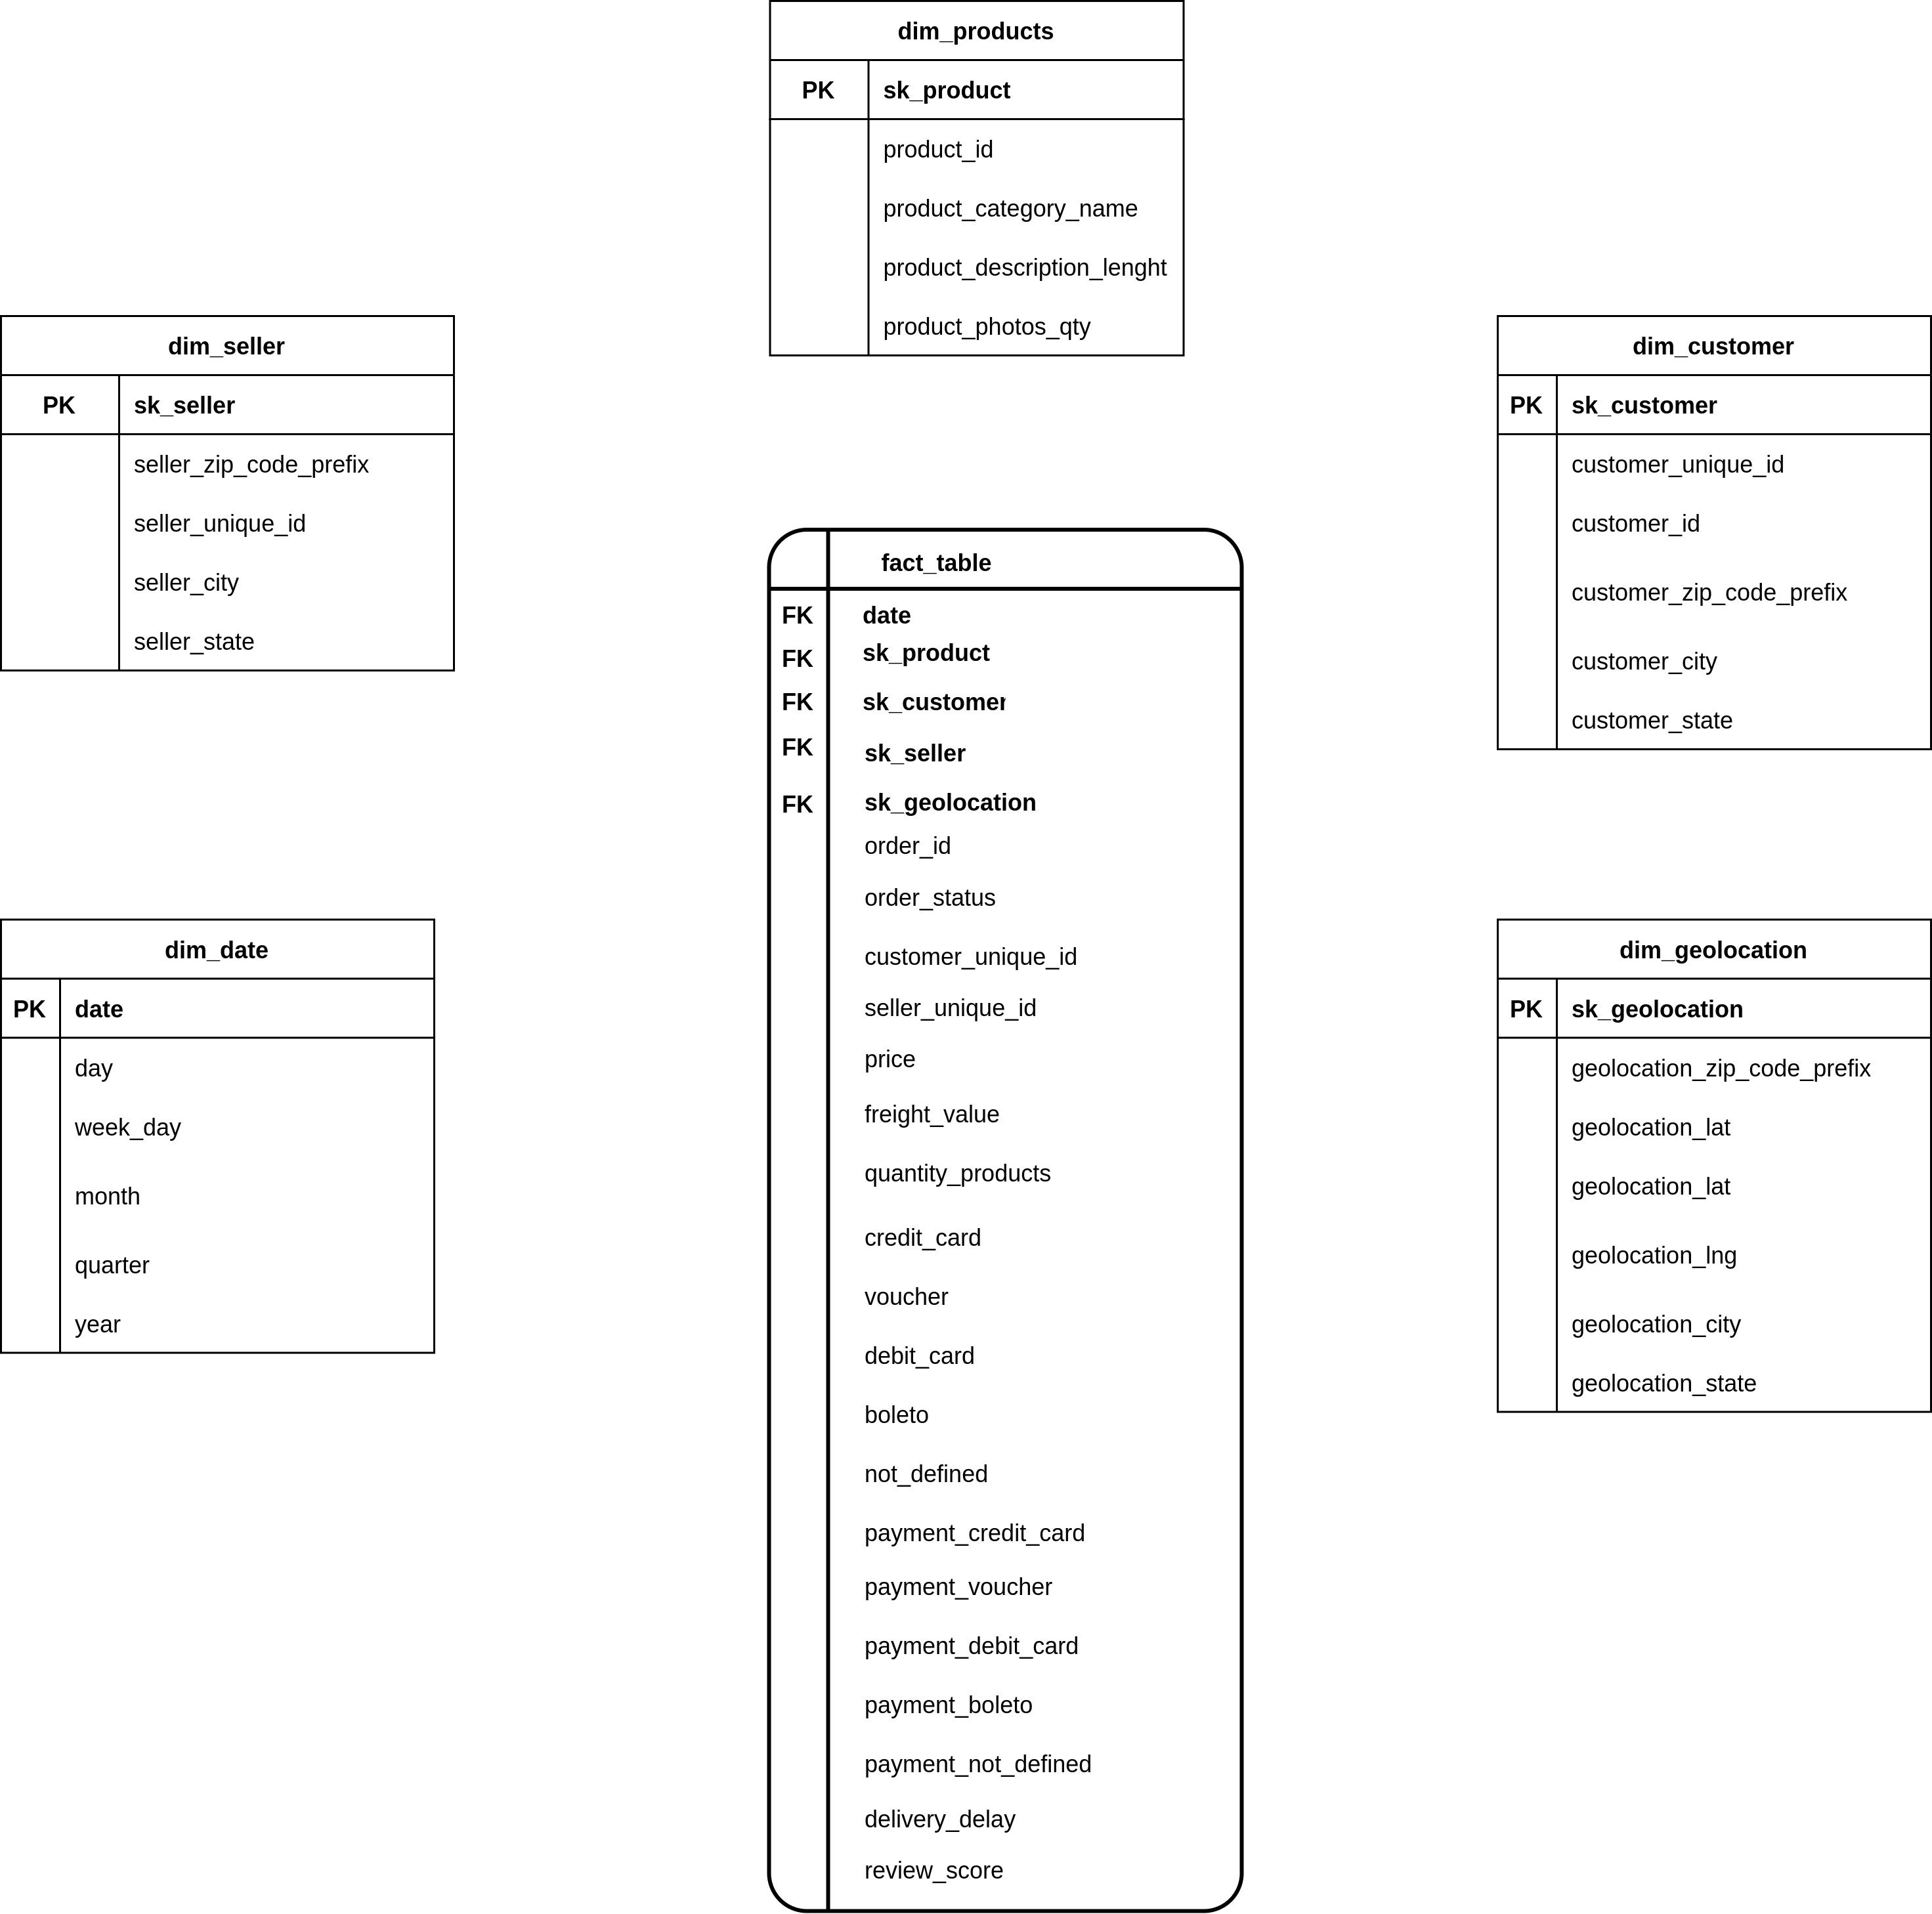 dim_products
PK sk_product
product_id
product_category_name
product_description_lenght
product_photos_qty
dim_seller
PK sk_seller
seller_zip_code_prefix
seller_unique_id
seller_city
seller_state
dim_customer
PK sk_customer
customer_unique_id
customer_id
customer_zip_code_prefix
customer_city
customer_state
fact_table
FK date
FK sk_product
FK sk_customer
FK sk_seller
FK sk_geolocation
order_id
order_status
customer_unique_id
seller_unique_id
price
freight_value
quantity_products
credit_card
voucher
debit_card
boleto
not_defined
payment_credit_card
payment_voucher
payment_debit_card
payment_boleto
payment_not_defined
delivery_delay
review_score
dim_date
PK date
day
week_day
month
quarter
year
dim_geolocation
PK sk_geolocation
geolocation_zip_code_prefix
geolocation_lat
geolocation_lat
geolocation_lng
geolocation_city
geolocation_state